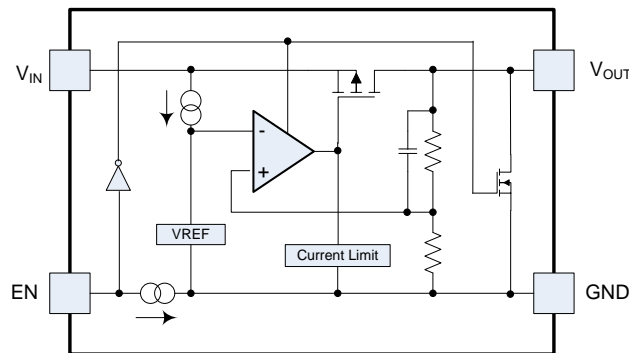 VIN
VOUT
-
+
VREF
Current Limit
EN
GND